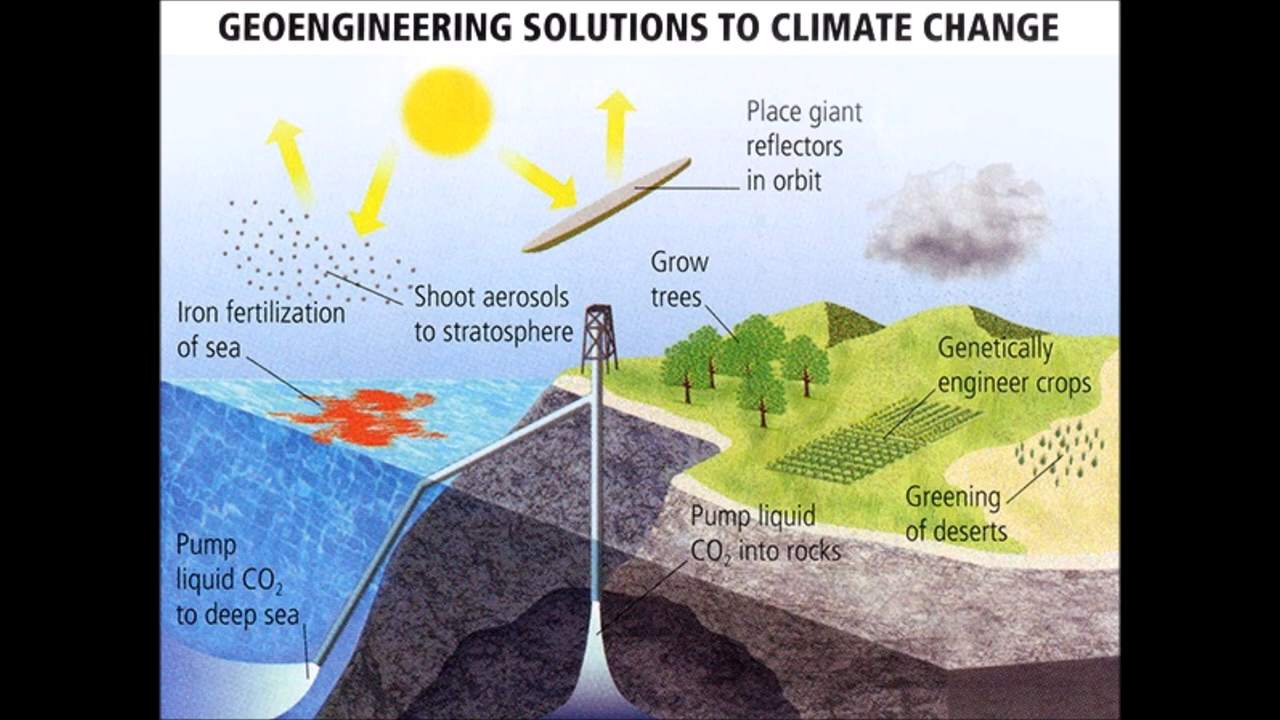 GEOENGINEERING SOLUTIONS TO CLIMATE CHANGE
Place giant
reflectors
in orbit
Grow
trees
Shoot aerosols
to stratosphere
Iron fertilization
of sea
Genetically
engineer crops
Greening
of deserts
Pump liquid
CO₂ into rocks
Pump
liquid CO₂
to deep sea